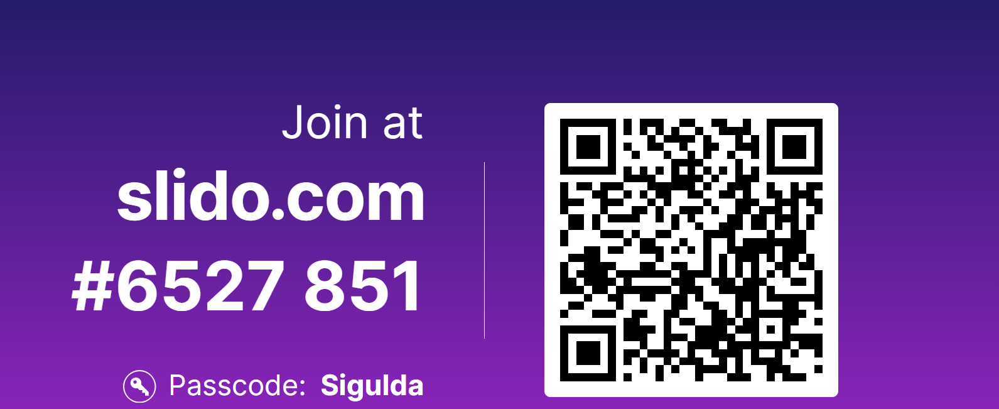 Join at
slido.com
#6527 851
Passcode: Sigulda